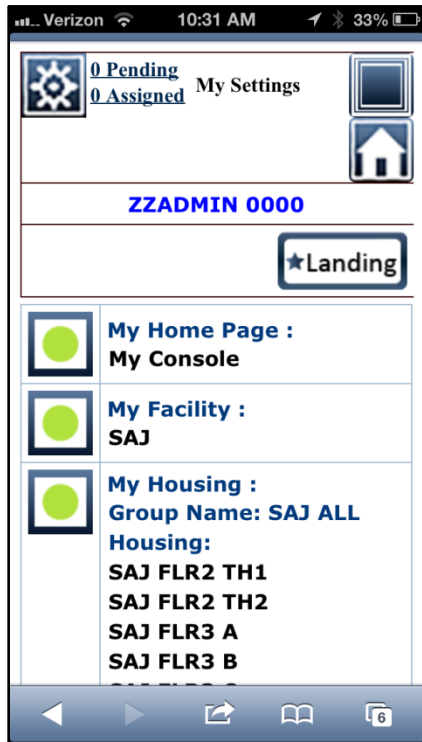 Verizon 10:31 AM 33%
0 Pending
0 Assigned
My Settings
ZZADMIN 0000
Landing
My Home Page :
My Console
My Facility :
SAJ
My Housing :
Group Name: SAJ ALL
Housing:
SAJ FLR2 TH1
SAJ FLR2 TH2
SAJ FLR3 A
SAJ FLR3 B
6